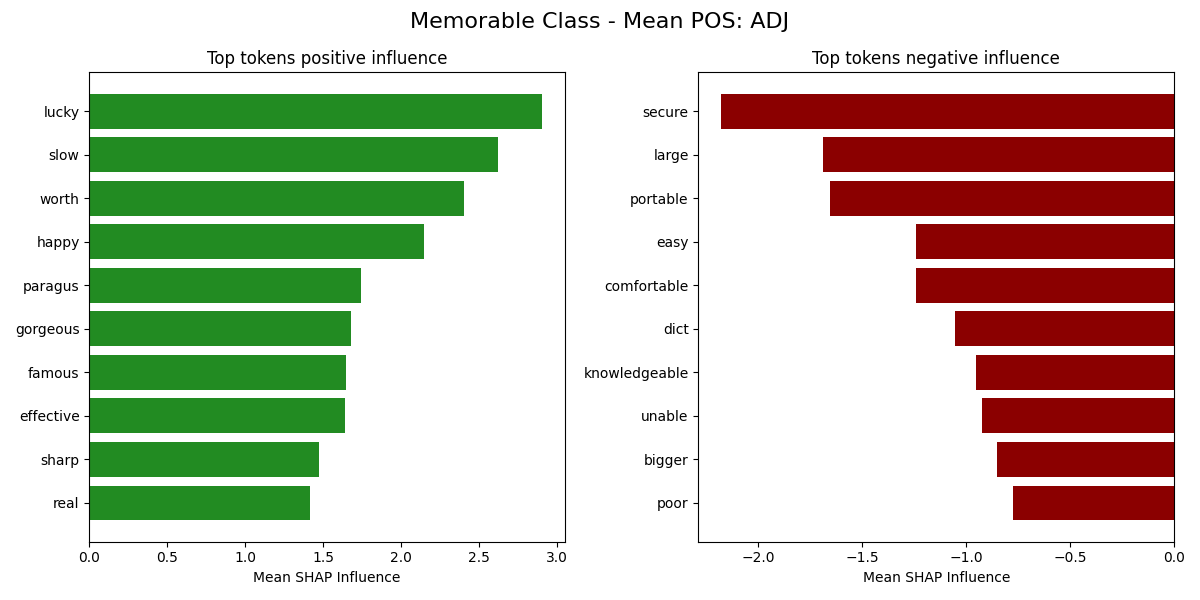 Memorable Class - Mean POS: ADJ
Top tokens positive influence
lucky
slow
worth
happy
paragus
gorgeous
famous
effective
sharp
real
0.0 0.5 1.0 1.5 2.0 2.5 3.0
Mean SHAP Influence
Top tokens negative influence
secure
large
portable
easy
comfortable
dict
knowledgeable
unable
bigger
poor
−2.0 −1.5 −1.0 −0.5 0.0
Mean SHAP Influence